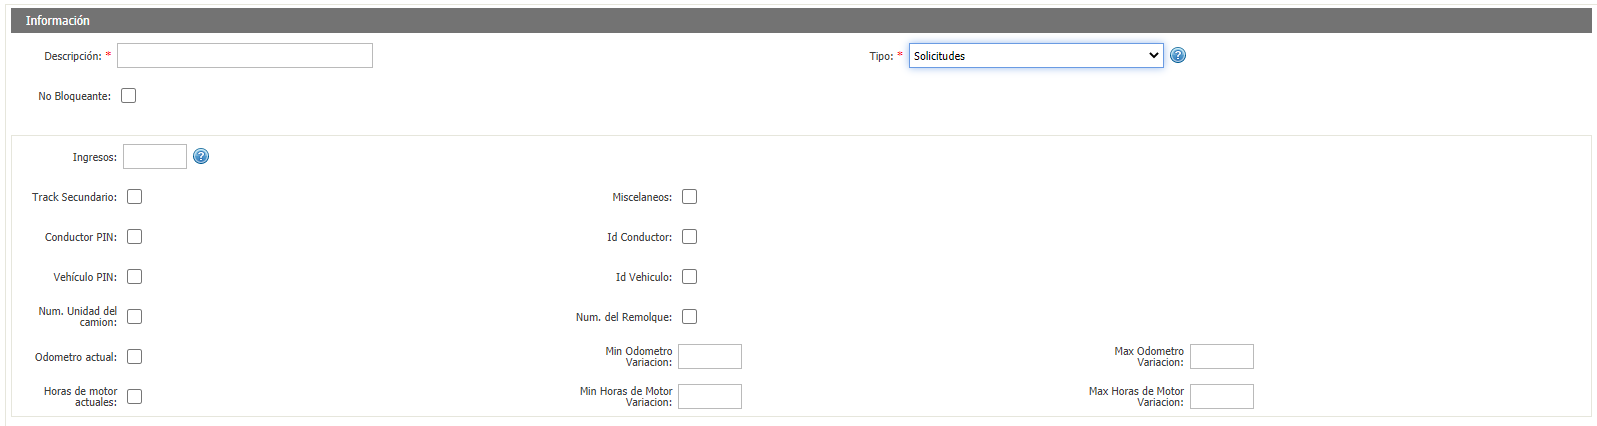 Información
Descripción: *
Tipo: * Solicitudes
No Bloqueante:
Ingresos:
Track Secundario:
Miscelaneos:
Conductor PIN:
Id Conductor:
Vehículo PIN:
Id Vehiculo:
Num. Unidad del
camion:
Num. del Remolque:
Odometro actual:
Min Odometro
Variacion:
Max Odometro
Variacion:
Horas de motor
actuales:
Min Horas de Motor
Variacion:
Max Horas de Motor
Variacion: